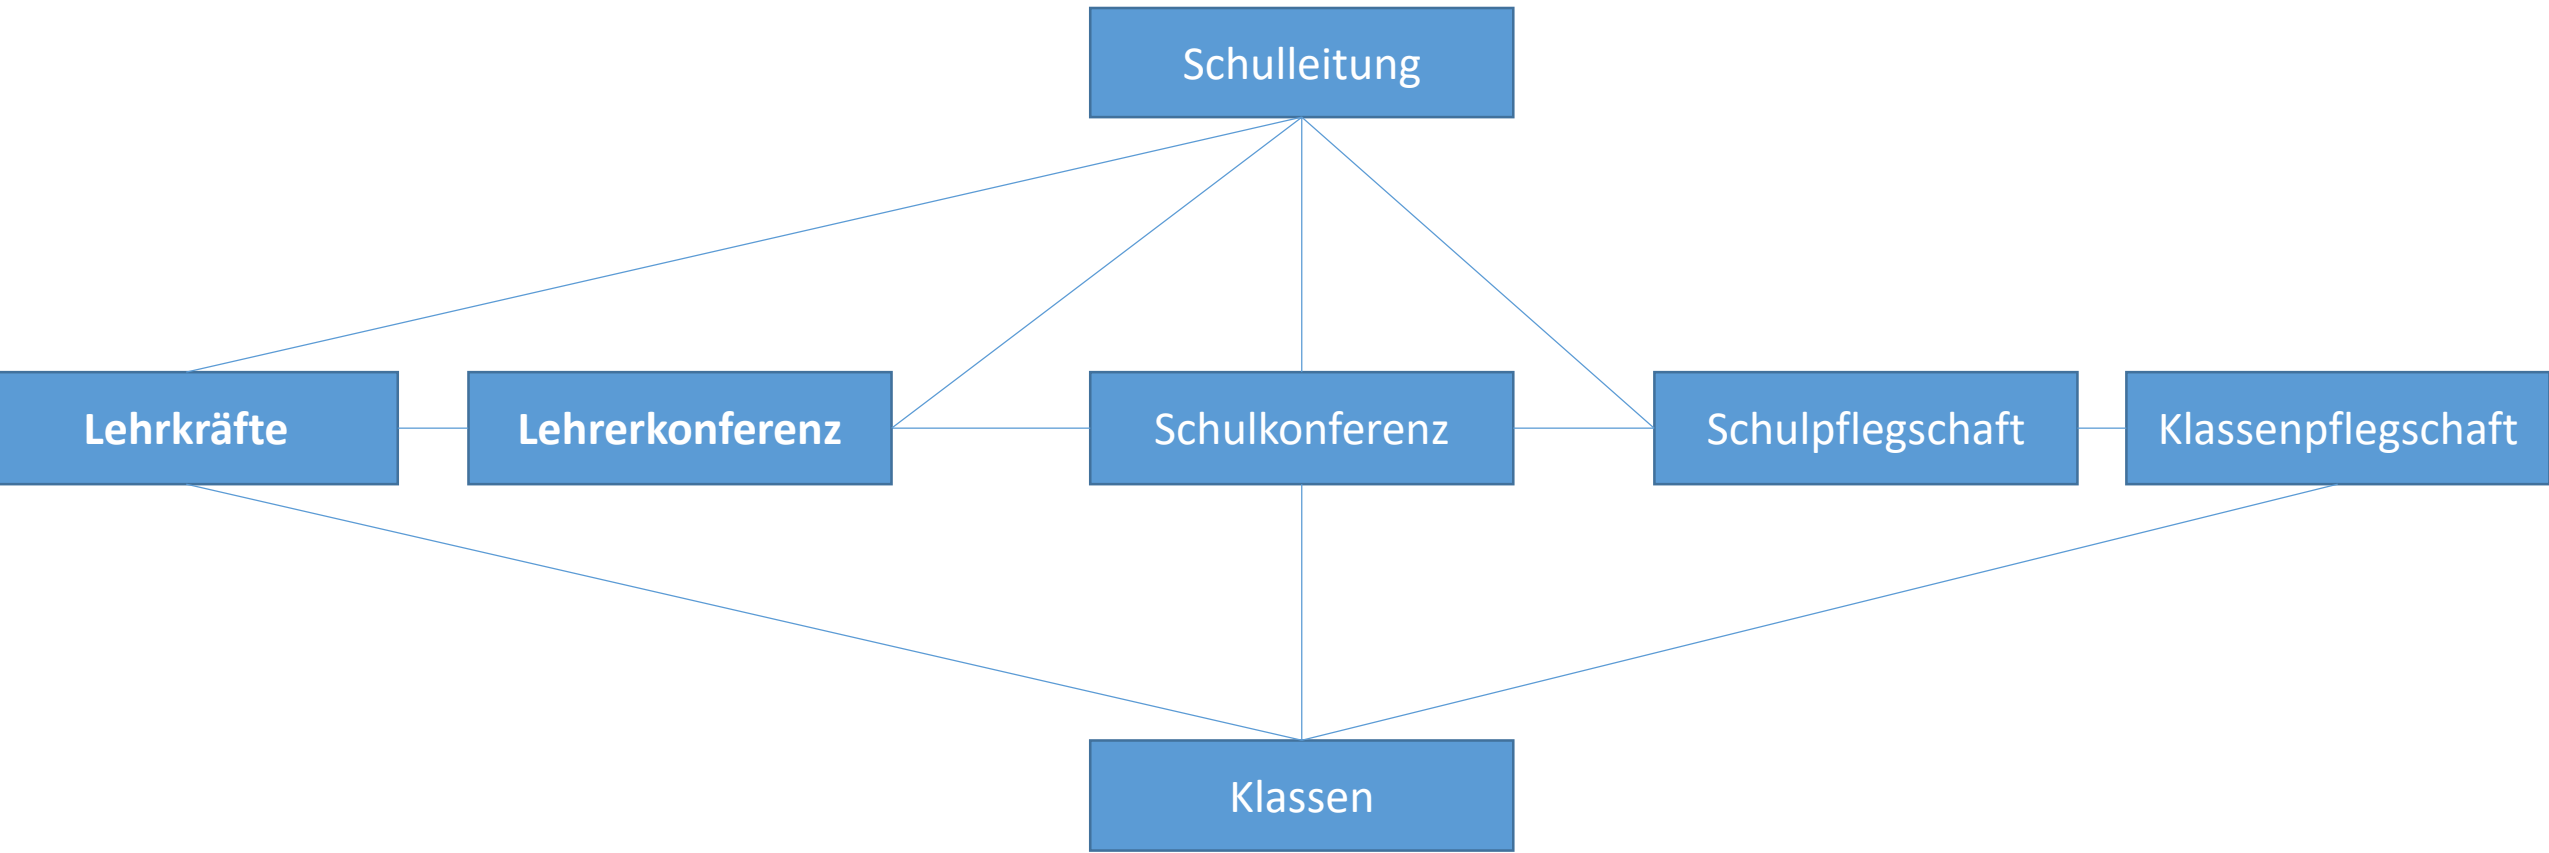 Schulleitung
Lehrkräfte
Lehrerkonferenz
Schulkonferenz
Schulpflegschaft
Klassenpflegschaft
Klassen